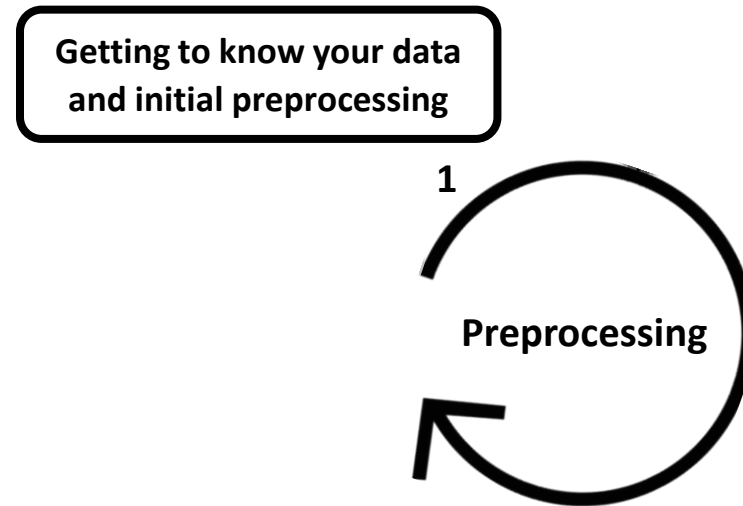 Getting to know your data
and initial preprocessing
1
Preprocessing